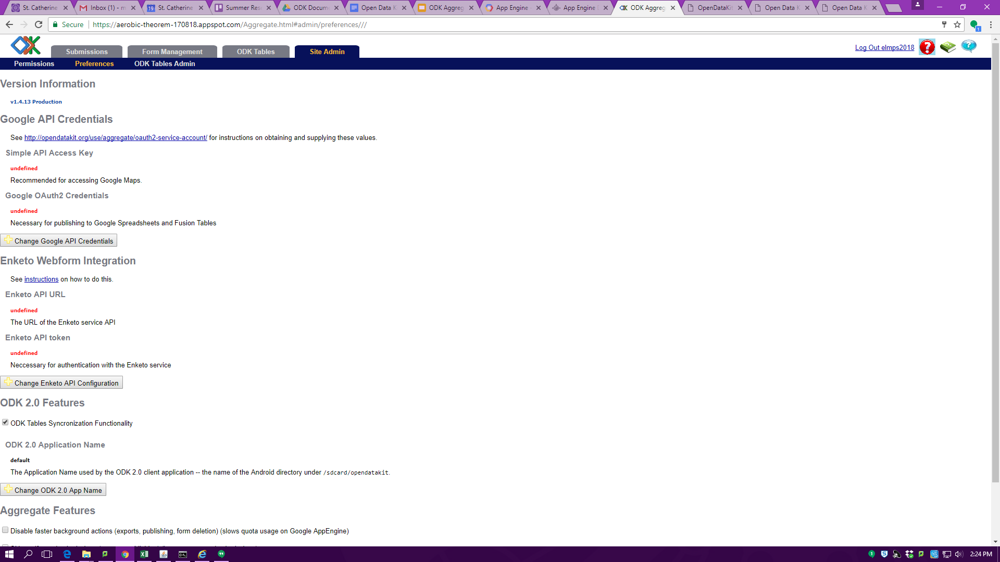 St. Catherine
Inbox (1) - m
St. Catherine
Summer Res
ODK Docum
Open Data K
ODK Aggreg
App Engine
App Engine
ODK Aggreg
OpenDataKit
Open Data K
Open Data K
Secure https://aerobic-theorem-170818.appspot.com/Aggregate.html#admin/preferences///
Submissions
Form Management
ODK Tables
Site Admin
Log Out elmps2018
Permissions
Preferences
ODK Tables Admin
Version Information
v1.4.13 Production
Google API Credentials
See http://opendatakit.org/use/aggregate/oauth2-service-account/ for instructions on obtaining and supplying these values.
Simple API Access Key
undefined
Recommended for accessing Google Maps.
Google OAuth2 Credentials
undefined
Necessary for publishing to Google Spreadsheets and Fusion Tables
Change Google API Credentials
Enketo Webform Integration
See instructions on how to do this.
Enketo API URL
undefined
The URL of the Enketo service API
Enketo API token
undefined
Neccessary for authentication with the Enketo service
Change Enketo API Configuration
ODK 2.0 Features
ODK Tables Syncronization Functionality
ODK 2.0 Application Name
default
The Application Name used by the ODK 2.0 client application -- the name of the Android directory under /sdcard/opendatakit.
Change ODK 2.0 App Name
Aggregate Features
Disable faster background actions (exports, publishing, form deletion) (slows quota usage on Google AppEngine)
2:24 PM